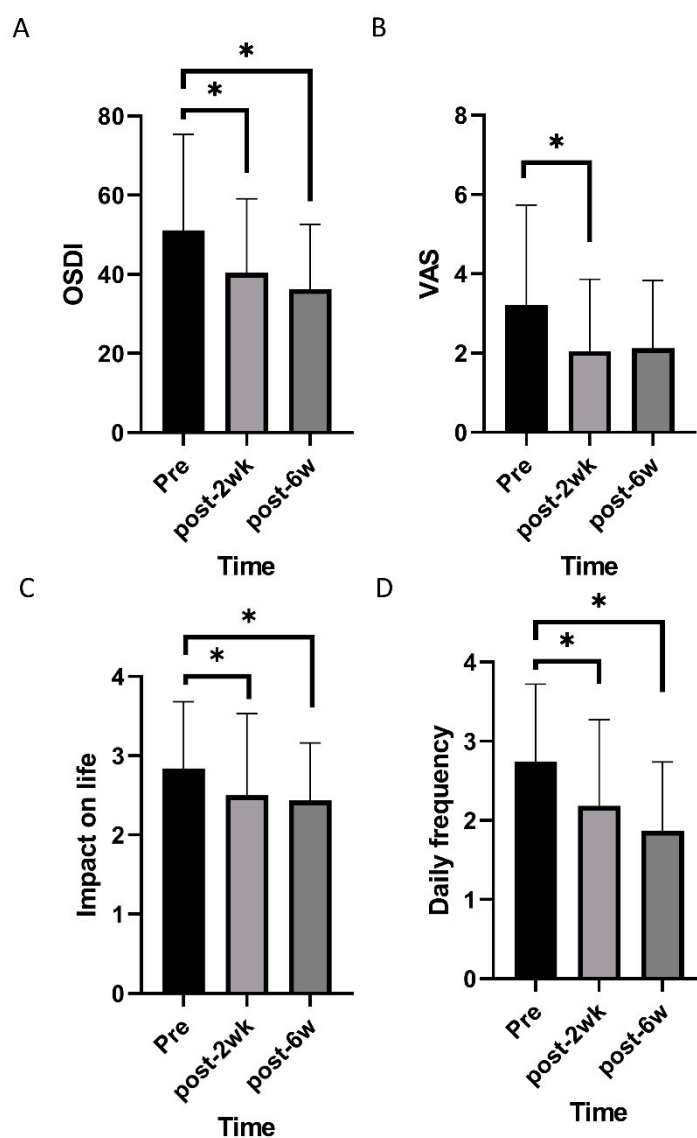 A
*
*
80
60
40
20
0
OSDI
Pre
post-2wk
post-6w
Time
B
*
8
6
4
2
0
VAS
Pre
post-2wk
post-6w
Time
C
*
*
4
3
2
1
0
Impact on life
Pre
post-2wk
post-6w
Time
D
*
*
4
3
2
1
0
Daily frequency
Pre
post-2wk
post-6w
Time